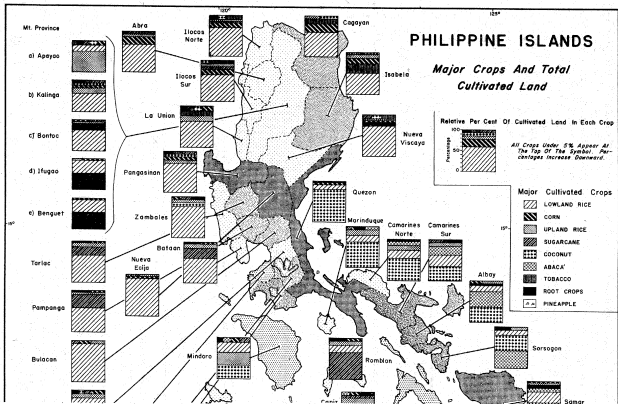 120°
129°
Mt. Province
Abra
Ilocos
Norte
Cagayan
PHILIPPINE ISLANDS
a) Apayao
Major Crops And Total
Cultivated Land
Ilocos
Sur
Isabela
b) Kalinga
La Union
Relative Per Cent Of Cultivated Land In Each Crop
c) Bontoc
Nueva
Viscaya
Percentage
100
50
0
All Crops Under 5% Appear At
The Top Of The Symbol. Per-
centages Increase Downward.
Pangasinan
d) Ifugao
Quezon
Major Cultivated Crops
LOWLAND RICE
CORN
UPLAND RICE
SUGARCANE
COCONUT
ABACA'
TOBACCO
ROOT CROPS
PINEAPPLE
e) Benguet
Zambales
Marinduque
Camarines
Norte
Camarines
Sur
15°
Tarlac
Bataan
Nueva
Ecija
Albay
Pampanga
Bulacan
Mindoro
Romblon
Sorsogon
Capiz
Samar